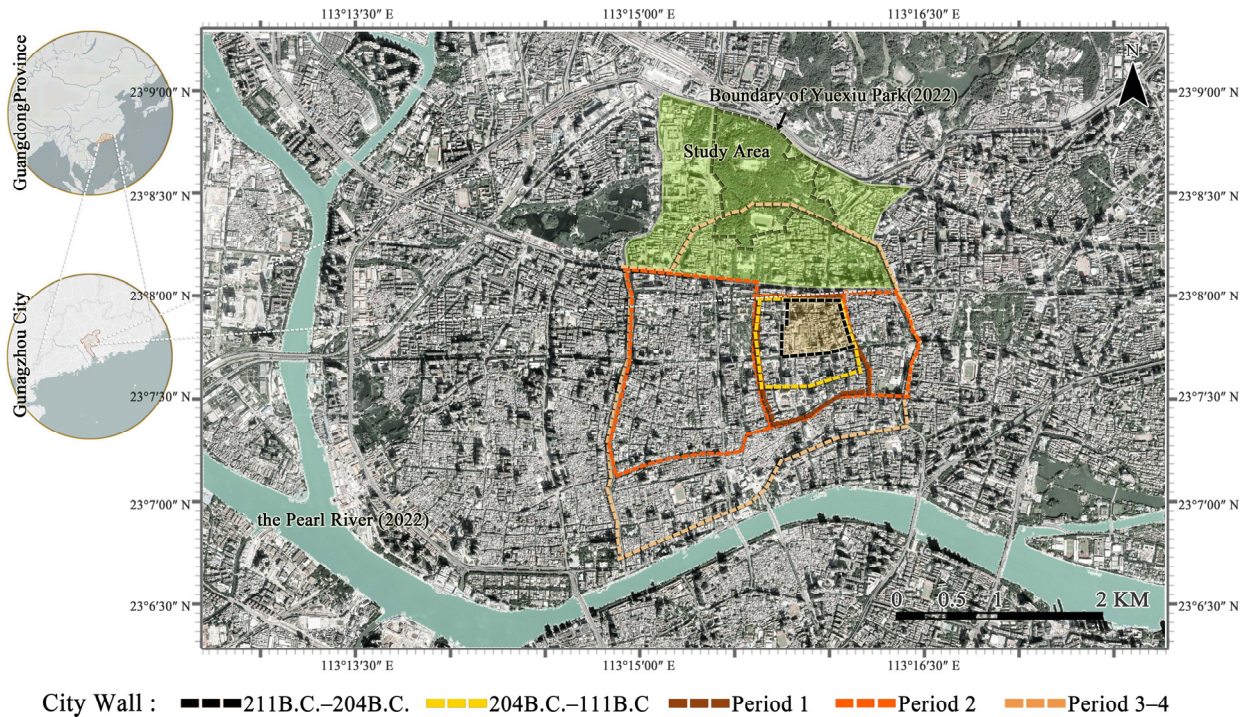 113°13′30″ E
113°15′00″ E
113°16′30″ E
GuangdongProvince
Gunagzhou City
23°9′00″ N
23°8′30″ N
23°8′00″ N
23°7′30″ N
23°7′00″ N
23°6′30″ N
Boundary of Yuexiu Park(2022)
Study Area
the Pearl River (2022)
N
0 0.5 1 2 KM
23°9′00″ N
23°8′30″ N
23°8′00″ N
23°7′30″ N
23°7′00″ N
23°6′30″ N
113°13′30″ E
113°15′00″ E
113°16′30″ E
City Wall : 211B.C.–204B.C. 204B.C.–111B.C Period 1 Period 2 Period 3–4